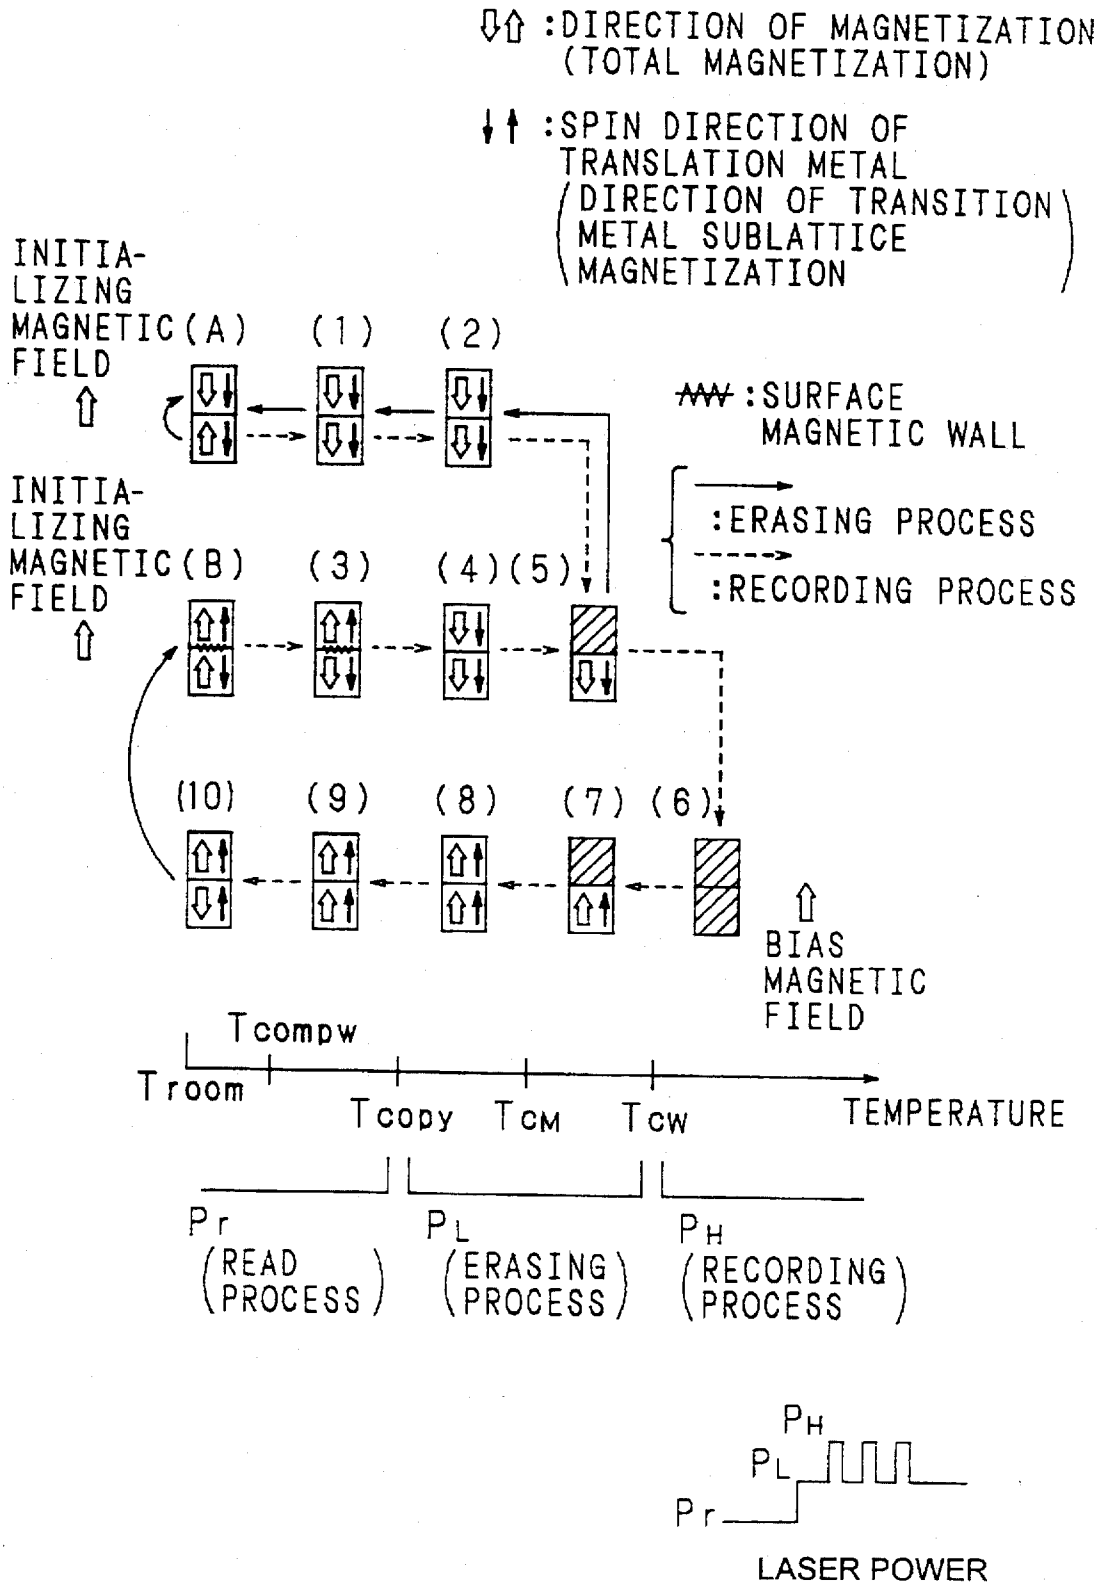 :DIRECTION OF MAGNETIZATION
(TOTAL MAGNETIZATION)
:SPIN DIRECTION OF
TRANSLATION METAL
(DIRECTION OF TRANSITION
METAL SUBLATTICE
MAGNETIZATION)
INITIA-
LIZING
MAGNETIC (A) (1) (2)
FIELD
:SURFACE
MAGNETIC WALL
INITIA-
LIZING
MAGNETIC (B) (3) (4) (5)
FIELD
:ERASING PROCESS
:RECORDING PROCESS
(10) (9) (8) (7) (6)
BIAS
MAGNETIC
FIELD
Tcompw
Troom
Tcopy TCM TCW TEMPERATURE
Pr PL PH
(READ PROCESS) (ERASING PROCESS) (RECORDING PROCESS)
PH
PL
Pr
LASER POWER